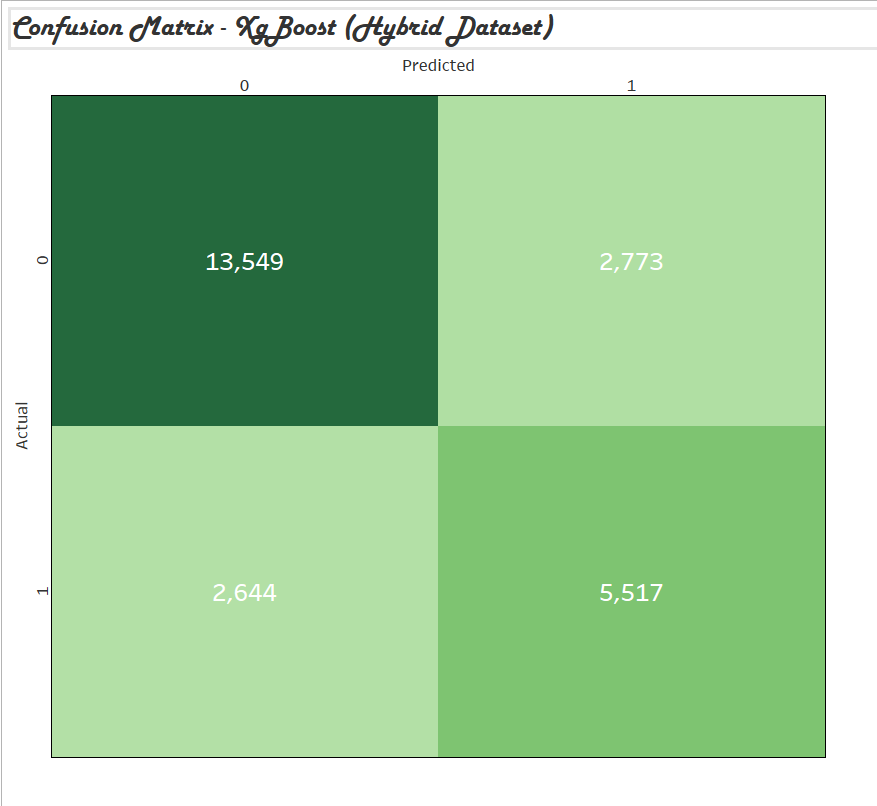 Confusion Matrix - XgBoost (Hybrid Dataset)
Predicted
0 1
0 13,549 2,773
Actual
1 2,644 5,517